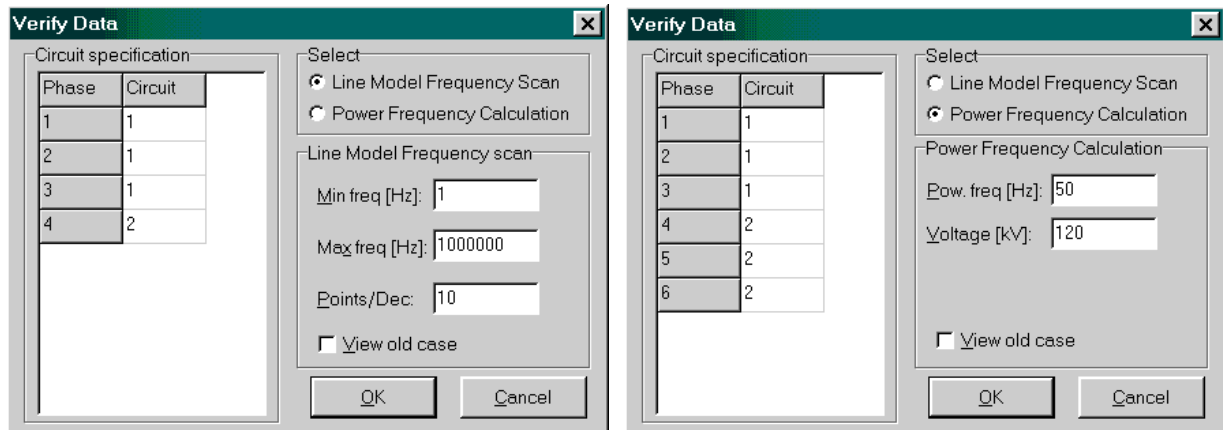 Verify Data
Circuit specification
Phase Circuit
1 1
2 1
3 1
4 2
Select
Line Model Frequency Scan
Power Frequency Calculation
Line Model Frequency scan
Min freq [Hz]: 1
Max freq [Hz]: 1000000
Points/Dec: 10
View old case
OK Cancel
Verify Data
Circuit specification
Phase Circuit
1 1
2 1
3 1
4 2
5 2
6 2
Select
Line Model Frequency Scan
Power Frequency Calculation
Power Frequency Calculation
Pow. freq [Hz]: 50
Voltage [kV]: 120
View old case
OK Cancel